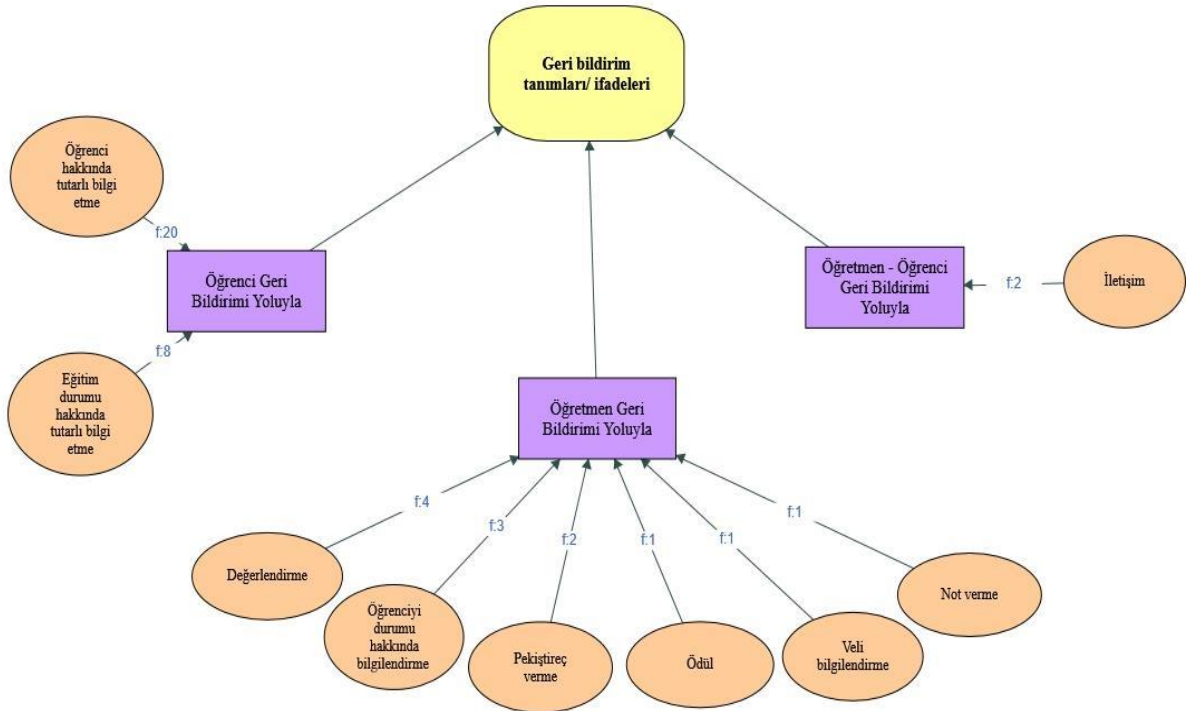 Geri bildirim
tanımları/ ifadeleri
Öğrenci
hakkında
tutarlı bilgi
etme
f:20
Öğrenci Geri
Bildirimi Yoluyla
f:8
Eğitim
durumu
hakkında
tutarlı bilgi
etme
Öğretmen - Öğrenci
Geri Bildirimi
Yoluyla
f:2
İletişim
Öğretmen Geri
Bildirimi Yoluyla
f:4
f:3
f:2
f:1
f:1
f:1
Değerlendirme
Öğrenciyi
durumu
hakkında
bilgilendirme
Pekiştireç
verme
Ödül
Veli
bilgilendirme
Not verme